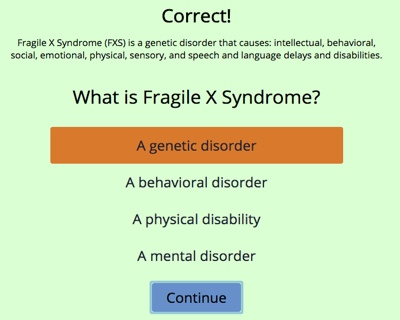 Correct!
Fragile X Syndrome (FXS) is a genetic disorder that causes: intellectual, behavioral,
social, emotional, physical, sensory, and speech and language delays and disabilities.
What is Fragile X Syndrome?
A genetic disorder
A behavioral disorder
A physical disability
A mental disorder
Continue